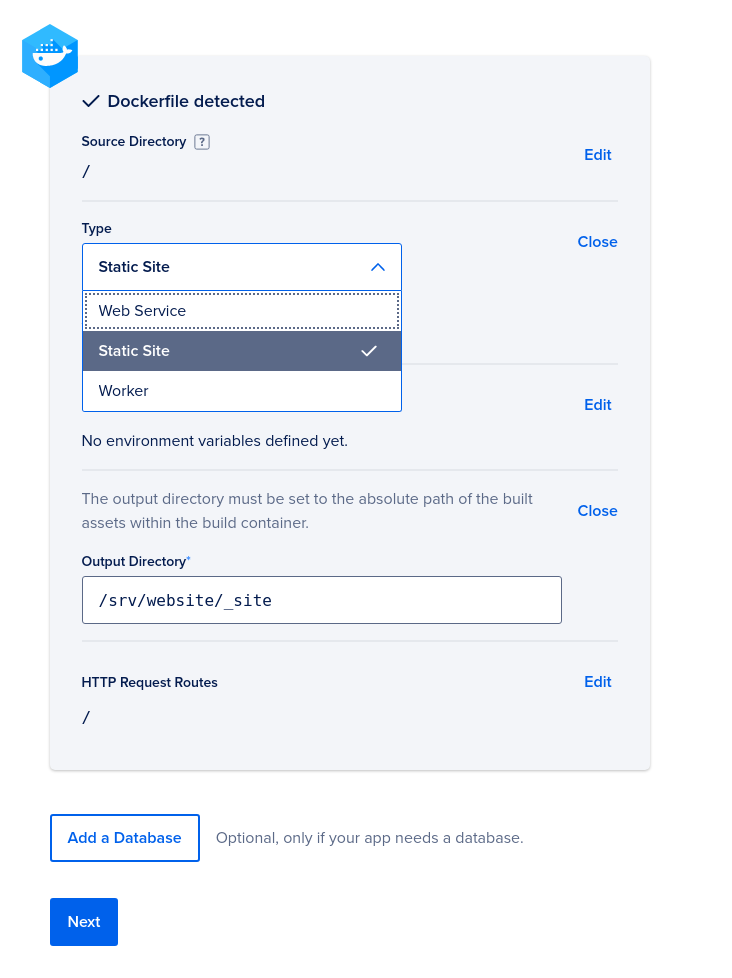 Dockerfile detected
Source Directory ?
Edit
/
Type
Close
Static Site
Web Service
Static Site
Worker
Edit
No environment variables defined yet.
The output directory must be set to the absolute path of the built
assets within the build container.
Close
Output Directory*
/srv/website/_site
HTTP Request Routes
Edit
/
Add a Database
Optional, only if your app needs a database.
Next